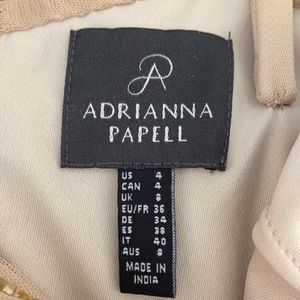 ADRIANNA
PAPELL
US 4
CAN 4
UK 8
EU/FR 36
DE 34
ES 38
IT 40
AUS 8
MADE IN
INDIA